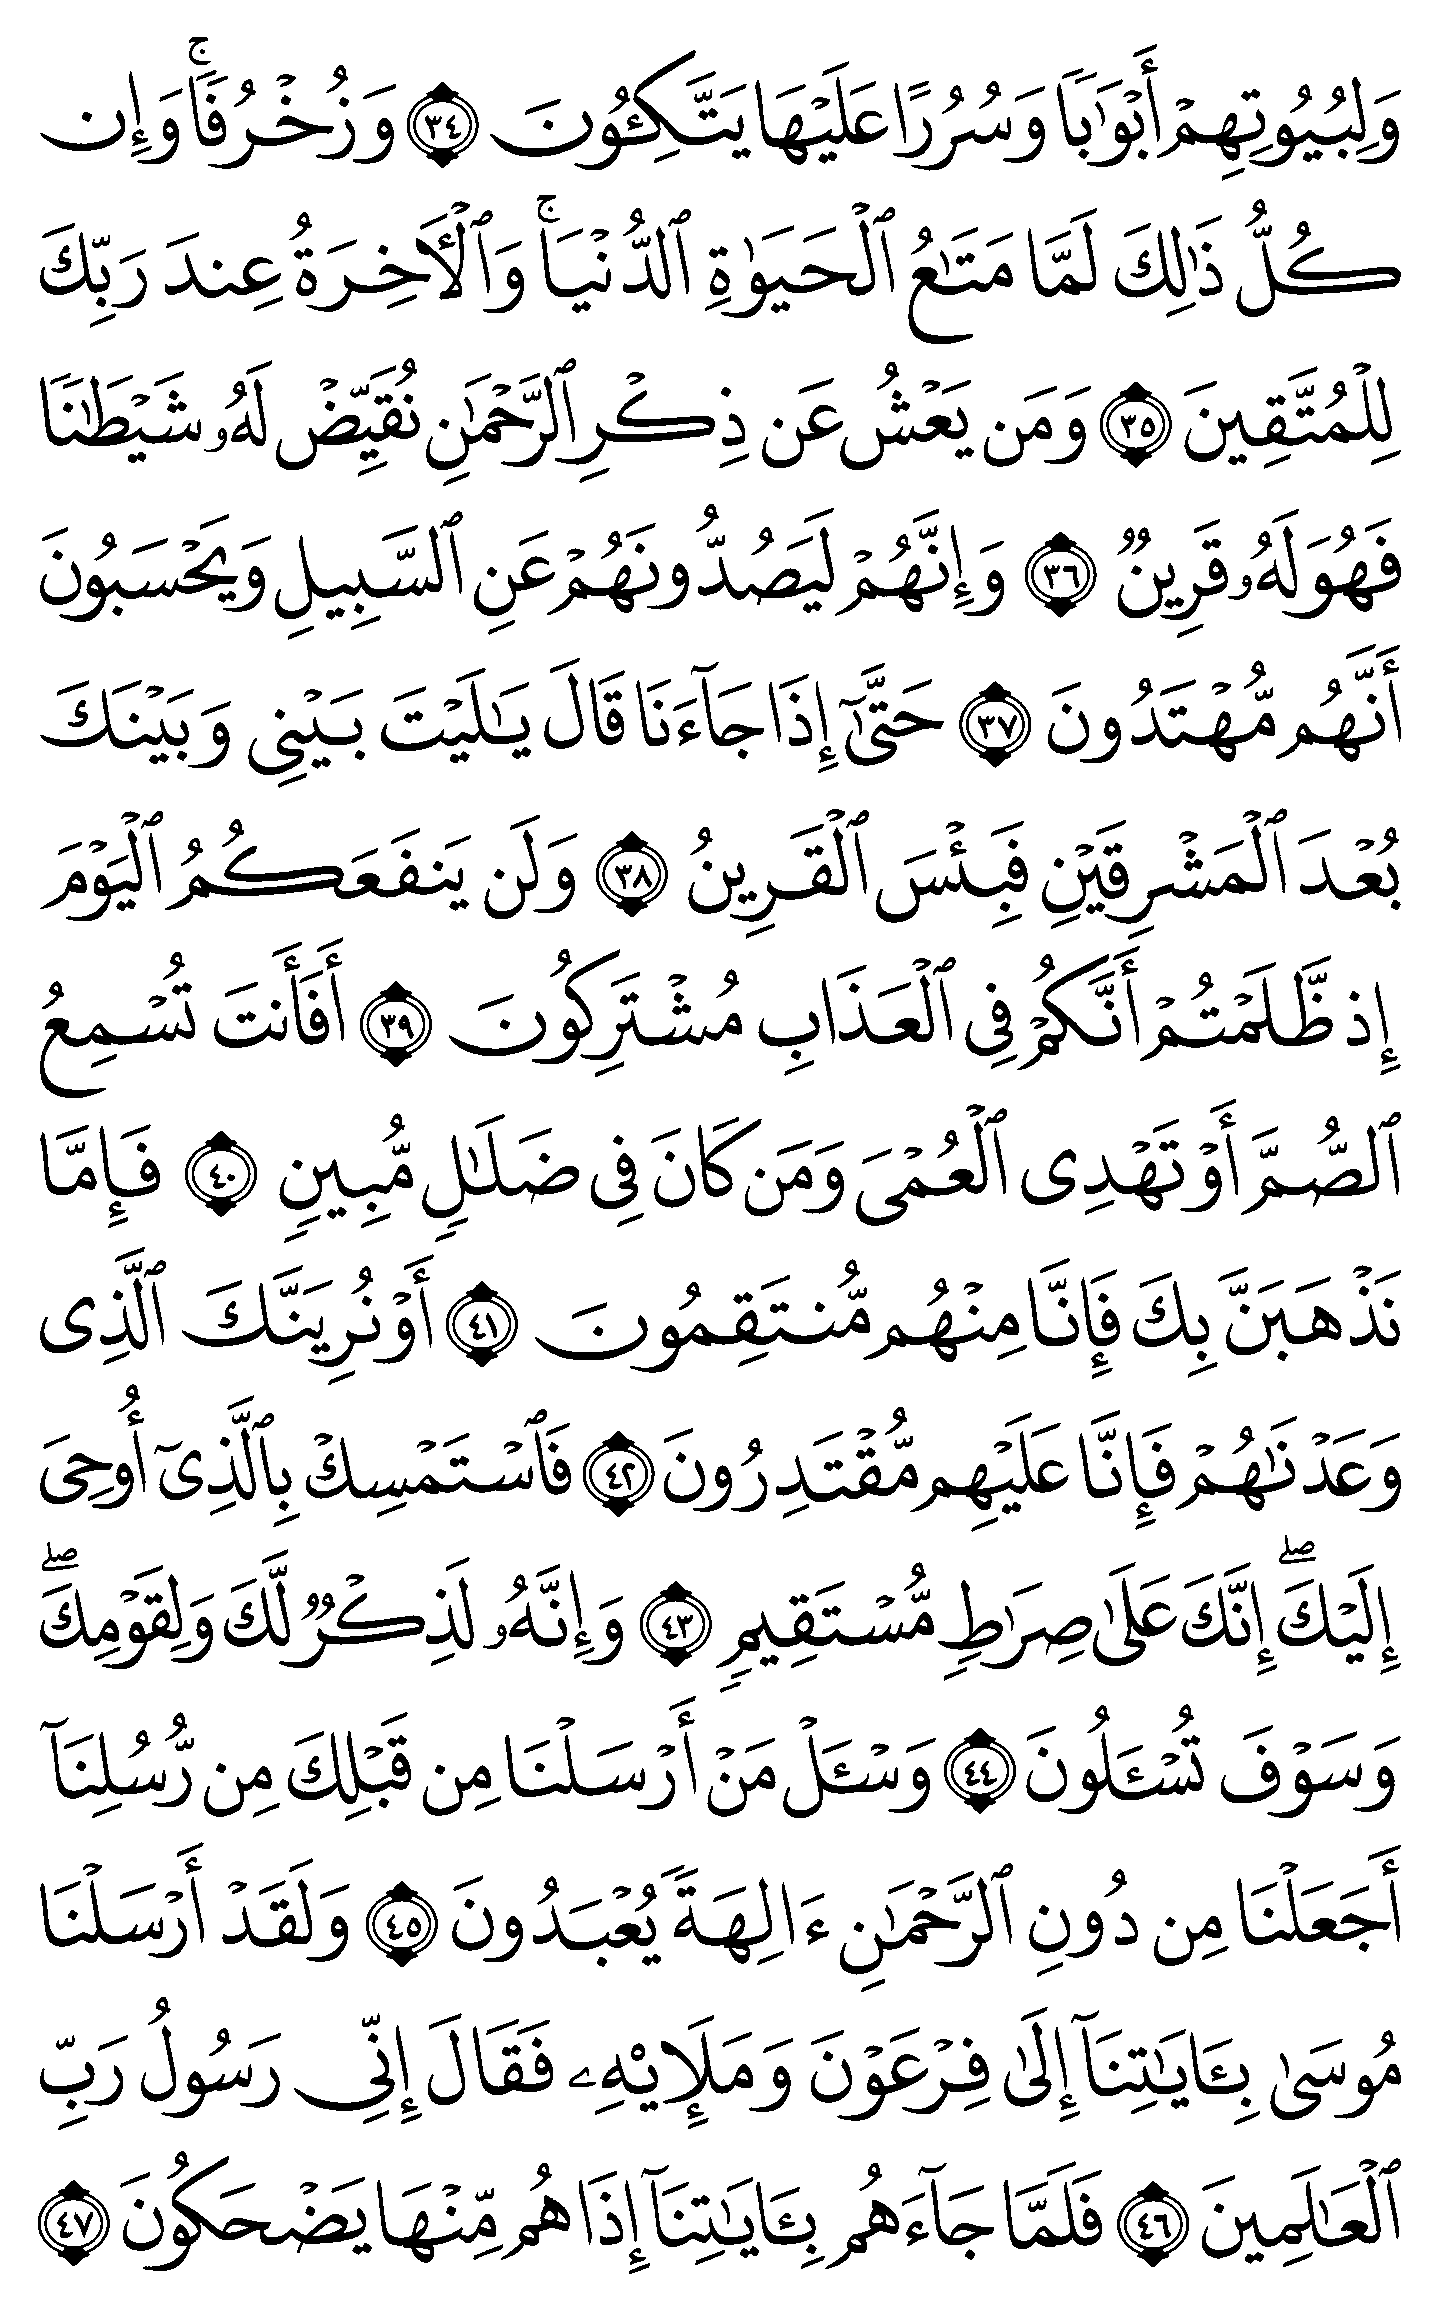 وَلِبُيُوتِهِمۡ أَبۡوَٰبٗا وَسُرُرًا عَلَيۡهَا يَتَّكِـُٔونَ ٣٤ وَزُخۡرُفٗاۚ وَإِن
كُلُّ ذَٰلِكَ لَمَّا مَتَٰعُ ٱلۡحَيَوٰةِ ٱلدُّنۡيَاۚ وَٱلۡأٓخِرَةُ عِندَ رَبِّكَ
لِلۡمُتَّقِينَ ٣٥ وَمَن يَعۡشُ عَن ذِكۡرِ ٱلرَّحۡمَٰنِ نُقَيِّضۡ لَهُۥ شَيۡطَٰنٗا
فَهُوَ لَهُۥ قَرِينٞ ٣٦ وَإِنَّهُمۡ لَيَصُدُّونَهُمۡ عَنِ ٱلسَّبِيلِ وَيَحۡسَبُونَ
أَنَّهُم مُّهۡتَدُونَ ٣٧ حَتَّىٰٓ إِذَا جَآءَنَا قَالَ يَٰلَيۡتَ بَيۡنِي وَبَيۡنَكَ
بُعۡدَ ٱلۡمَشۡرِقَيۡنِ فَبِئۡسَ ٱلۡقَرِينُ ٣٨ وَلَن يَنفَعَكُمُ ٱلۡيَوۡمَ
إِذ ظَّلَمۡتُمۡ أَنَّكُمۡ فِي ٱلۡعَذَابِ مُشۡتَرِكُونَ ٣٩ أَفَأَنتَ تُسۡمِعُ
ٱلصُّمَّ أَوۡ تَهۡدِي ٱلۡعُمۡيَ وَمَن كَانَ فِي ضَلَٰلٖ مُّبِينٖ ٤٠ فَإِمَّا
نَذۡهَبَنَّ بِكَ فَإِنَّا مِنۡهُم مُّنتَقِمُونَ ٤١ أَوۡ نُرِيَنَّكَ ٱلَّذِي
وَعَدۡنَٰهُمۡ فَإِنَّا عَلَيۡهِم مُّقۡتَدِرُونَ ٤٢ فَٱسۡتَمۡسِكۡ بِٱلَّذِيٓ أُوحِيَ
إِلَيۡكَۖ إِنَّكَ عَلَىٰ صِرَٰطٖ مُّسۡتَقِيمٖ ٤٣ وَإِنَّهُۥ لَذِكۡرٞ لَّكَ وَلِقَوۡمِكَۖ
وَسَوۡفَ تُسۡـَٔلُونَ ٤٤ وَسۡـَٔلۡ مَنۡ أَرۡسَلۡنَا مِن قَبۡلِكَ مِن رُّسُلِنَآ
أَجَعَلۡنَا مِن دُونِ ٱلرَّحۡمَٰنِ ءَالِهَةٗ يُعۡبَدُونَ ٤٥ وَلَقَدۡ أَرۡسَلۡنَا
مُوسَىٰ بِـَٔايَٰتِنَآ إِلَىٰ فِرۡعَوۡنَ وَمَلَإِيْهِۦ فَقَالَ إِنِّي رَسُولُ رَبِّ
ٱلۡعَٰلَمِينَ ٤٦ فَلَمَّا جَآءَهُم بِـَٔايَٰتِنَآ إِذَا هُم مِّنۡهَا يَضۡحَكُونَ ٤٧